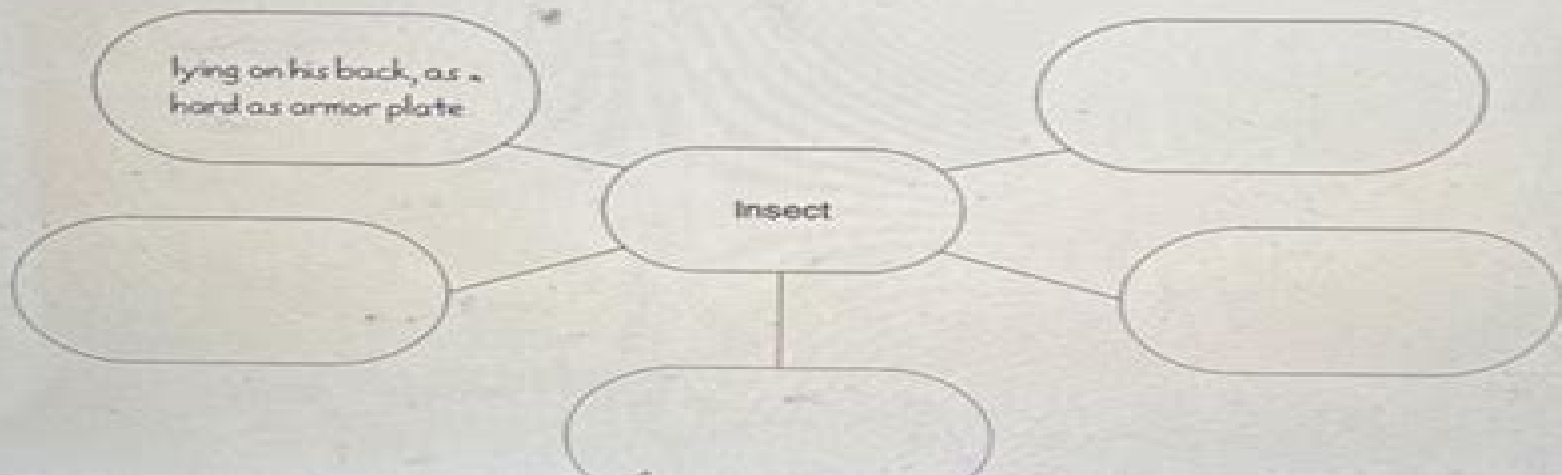 lying on his back, as
hard as armor plate
Insect